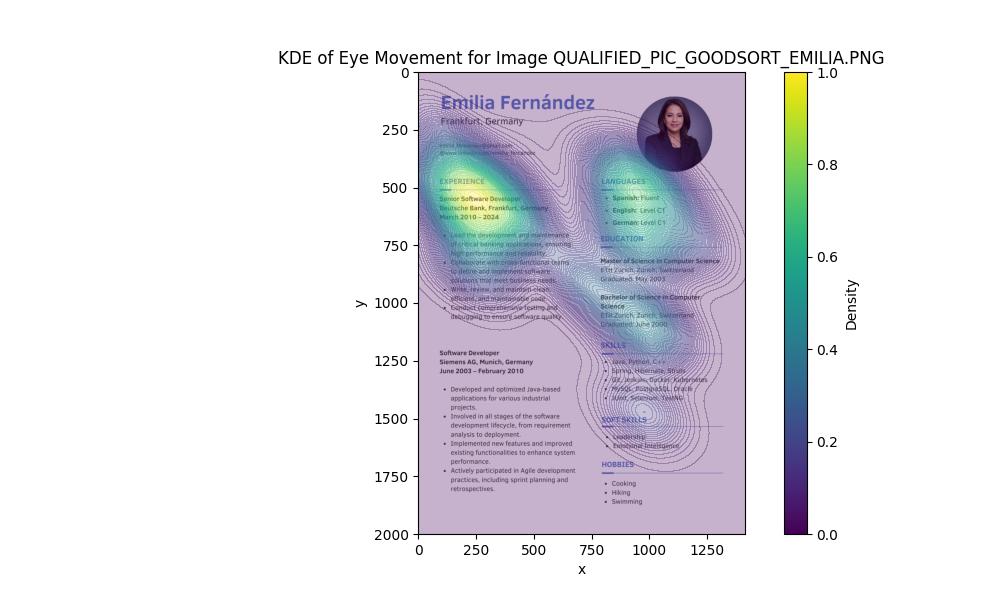 KDE of Eye Movement for Image QUALIFIED_PIC_GOODSORT_EMILIA.PNG
0
250
500
750
1000
1250
1500
1750
2000
y
0
250
500
750
1000
1250
x
1.0
0.8
0.6
0.4
0.2
0.0
Density
Emilia Fernández
Frankfurt, Germany
EXPERIENCE
Senior Software Developer
Deutsche Bank, Frankfurt, Germany
March 2010 – 2024
• Lead the development and maintenance
of critical banking applications, ensuring
high performance and reliability.
• Collaborate with cross-functional teams
to define and implement software
solutions that meet business needs.
• Write, review, and maintain clean,
efficient, and maintainable code.
• Conduct comprehensive testing and
debugging to ensure software quality.
Software Developer
Siemens AG, Munich, Germany
June 2003 – February 2010
• Developed and optimized Java-based
applications for various industrial
projects.
• Involved in all stages of the software
development lifecycle, from requirement
analysis to deployment.
• Implemented new features and improved
existing functionalities to enhance system
performance.
• Actively participated in Agile development
practices, including sprint planning and
retrospectives.
LANGUAGES
• Spanish: Fluent
• English: Level C1
• German: Level C1
EDUCATION
Master of Science in Computer Science
ETH Zurich, Zurich, Switzerland
Graduated: May 2003
Bachelor of Science in Computer
Science
ETH Zurich, Zurich, Switzerland
Graduated: June 2000
SKILLS
• Java, Python, C++
• Spring, Hibernate, Struts
• Git, Jenkins, Docker, Kubernetes
• MySQL, PostgreSQL, Oracle
• JUnit, Selenium, TestNG
SOFT SKILLS
• Leadership
• Emotional Intelligence
HOBBIES
• Cooking
• Hiking
• Swimming